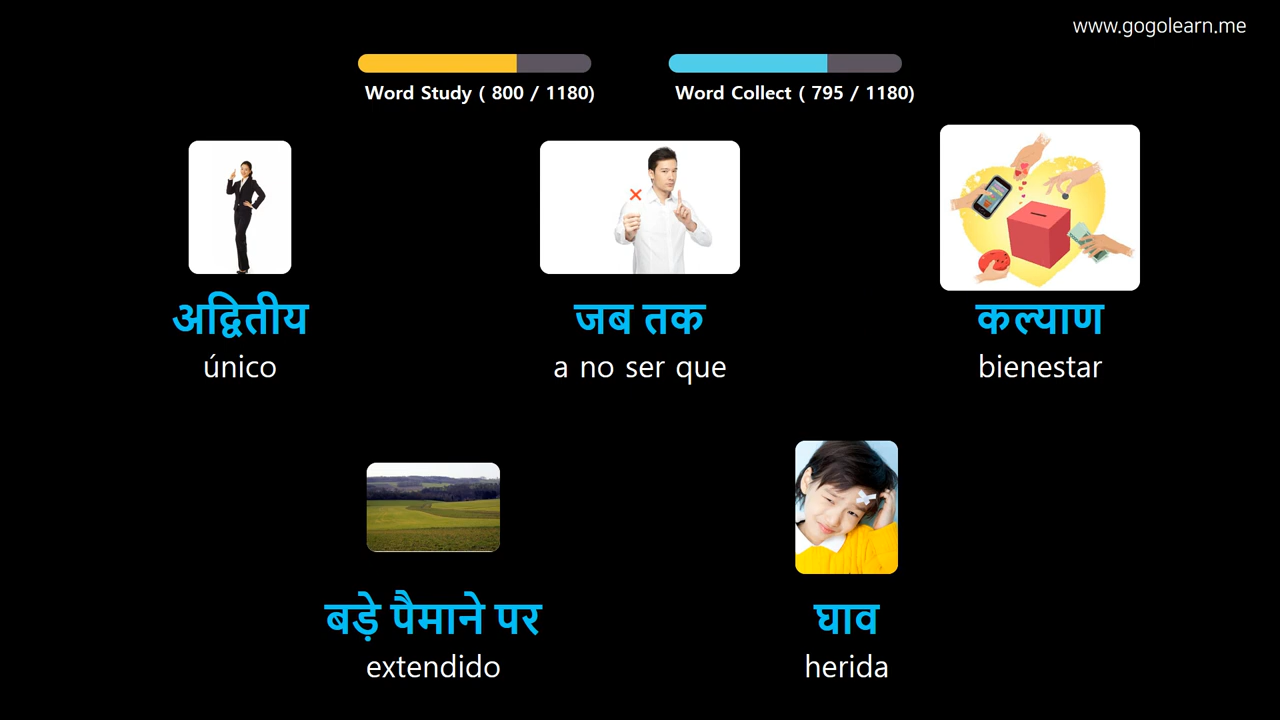 www.gogolearn.me
Word Study ( 800 / 1180)
Word Collect ( 795 / 1180)
अद्वितीय
único
जब तक
a no ser que
कल्याण
bienestar
बड़े पैमाने पर
extendido
घाव
herida